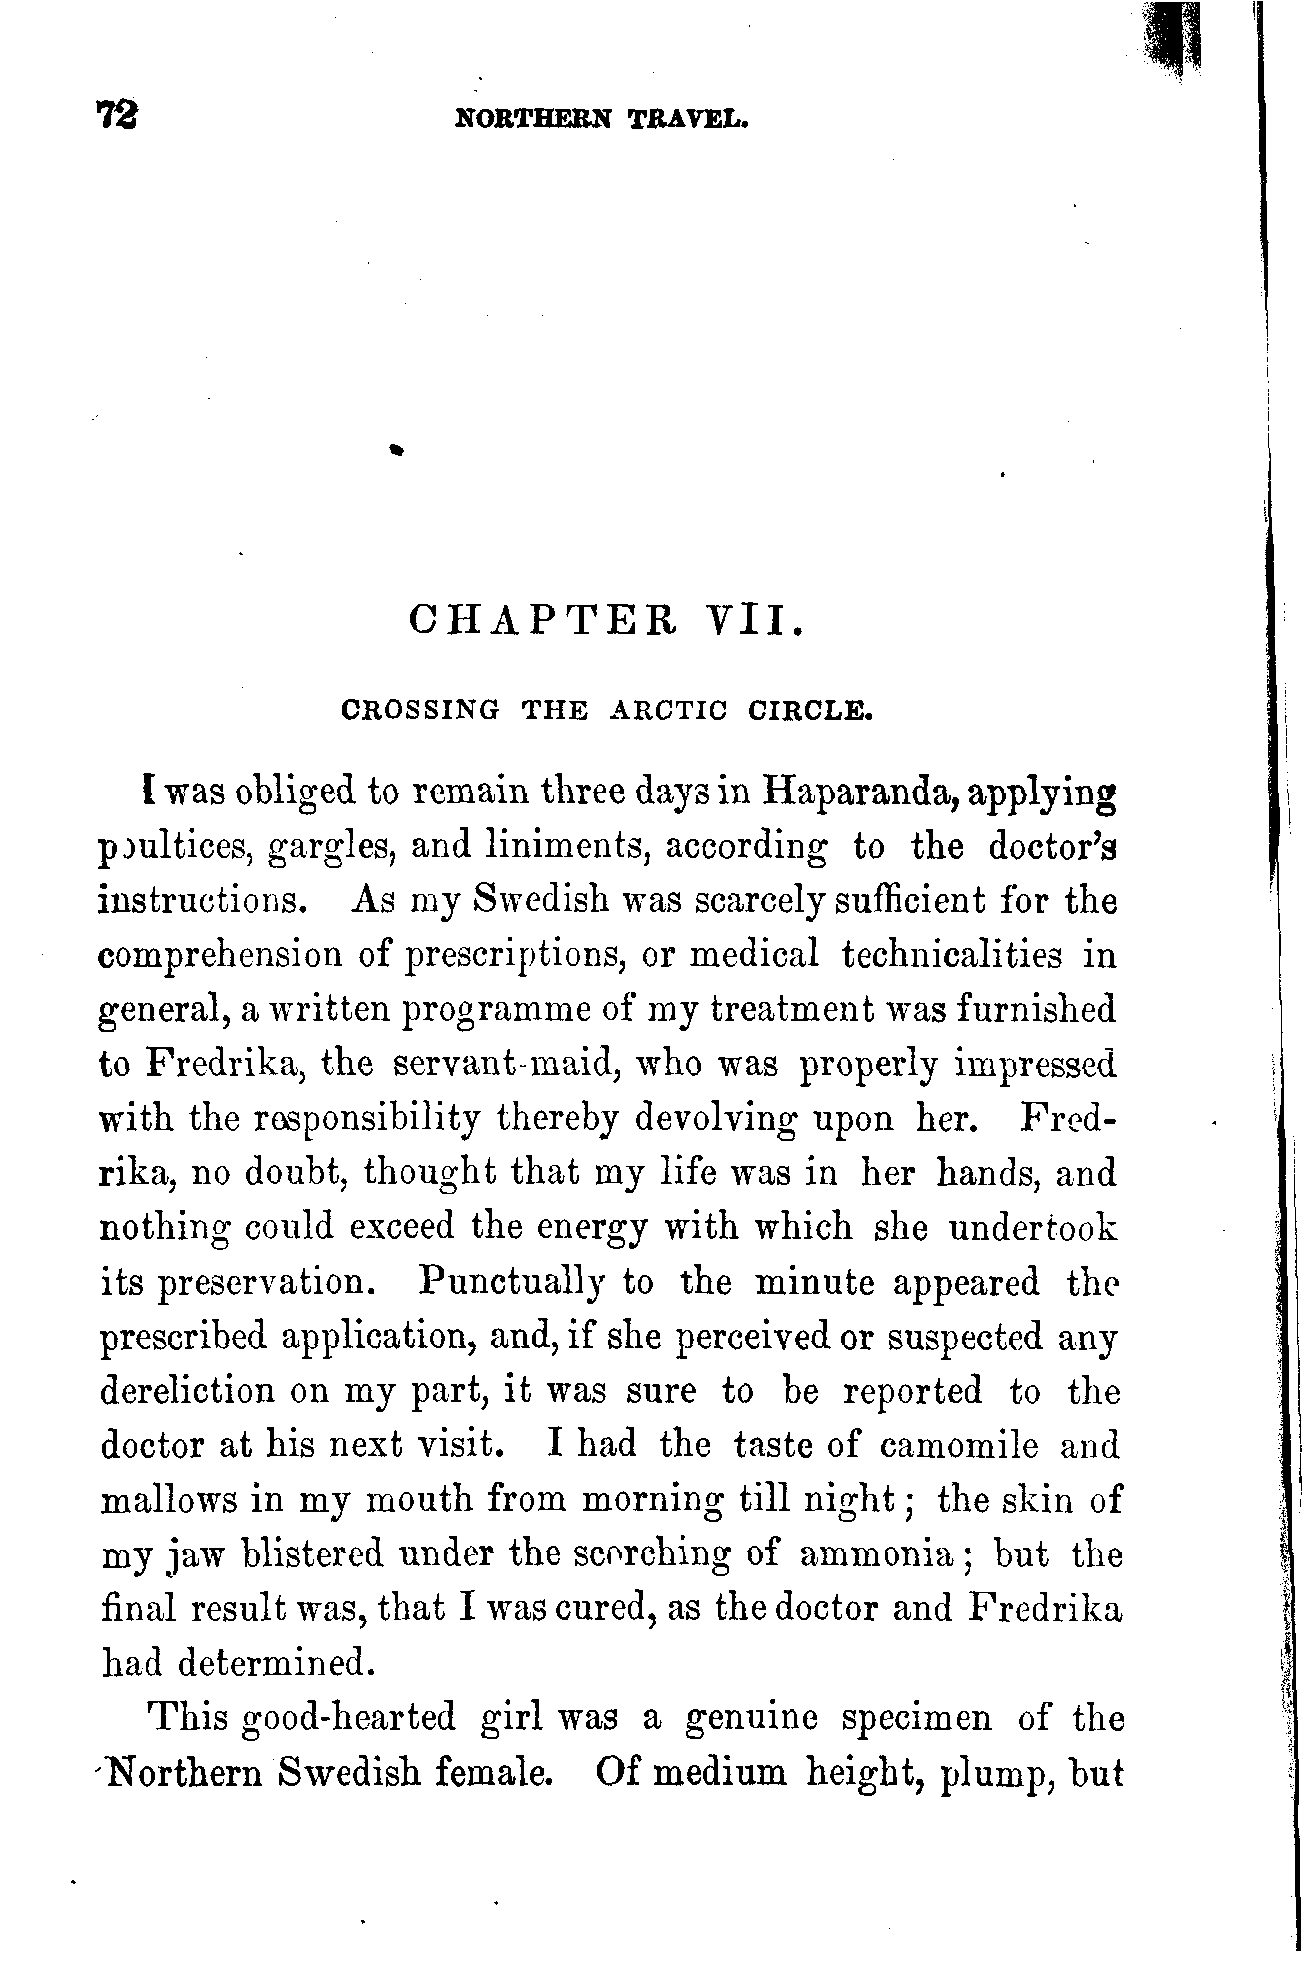 72 NORTHERN TRAVEL.
CHAPTER VII.
CROSSING THE ARCTIC CIRCLE.
I was obliged to remain three days in Haparanda, applying
poultices, gargles, and liniments, according to the doctor's
instructions. As my Swedish was scarcely sufficient for the
comprehension of prescriptions, or medical technicalities in
general, a written programme of my treatment was furnished
to Fredrika, the servant-maid, who was properly impressed
with the responsibility thereby devolving upon her. Fred-
rika, no doubt, thought that my life was in her hands, and
nothing could exceed the energy with which she undertook
its preservation. Punctually to the minute appeared the
prescribed application, and, if she perceived or suspected any
dereliction on my part, it was sure to be reported to the
doctor at his next visit. I had the taste of camomile and
mallows in my mouth from morning till night; the skin of
my jaw blistered under the scorching of ammonia; but the
final result was, that I was cured, as the doctor and Fredrika
had determined.
This good-hearted girl was a genuine specimen of the
Northern Swedish female. Of medium height, plump, but